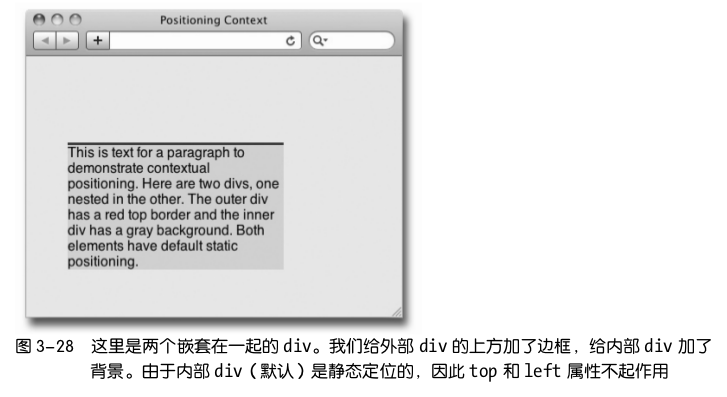 Positioning Context
This is text for a paragraph to
demonstrate contextual
positioning. Here are two divs, one
nested in the other. The outer div
has a red top border and the inner
div has a gray background. Both
elements have default static
positioning.
图 3-28 这里是两个嵌套在一起的 div。我们给外部 div 的上方加了边框，给内部 div 加了
背景。由于内部 div（默认）是静态定位的，因此 top 和 left 属性不起作用